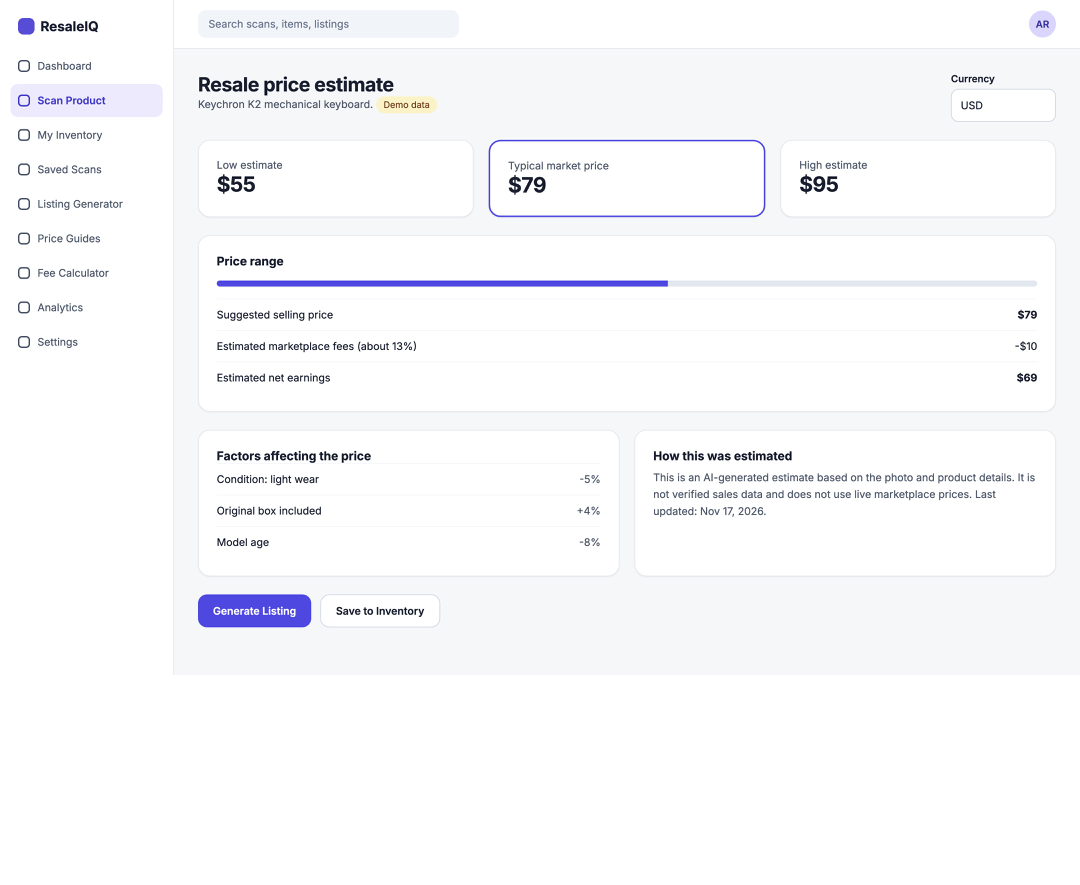 ResaleIQ
Search scans, items, listings
AR
Dashboard
Scan Product
My Inventory
Saved Scans
Listing Generator
Price Guides
Fee Calculator
Analytics
Settings
Resale price estimate
Keychron K2 mechanical keyboard. Demo data
Currency
USD
Low estimate
$55
Typical market price
$79
High estimate
$95
Price range
Suggested selling price $79
Estimated marketplace fees (about 13%) -$10
Estimated net earnings $69
Factors affecting the price
Condition: light wear -5%
Original box included +4%
Model age -8%
How this was estimated
This is an AI-generated estimate based on the photo and product details. It is
not verified sales data and does not use live marketplace prices. Last
updated: Nov 17, 2026.
Generate Listing
Save to Inventory